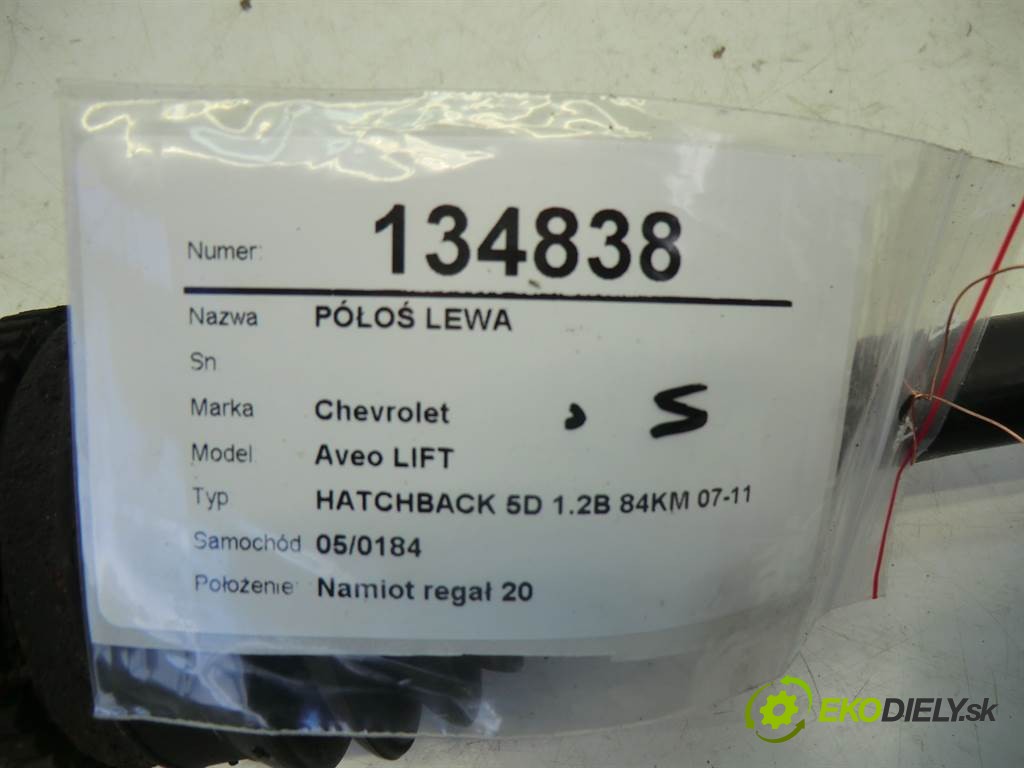 Numer: 134838
Nazwa PÓŁOŚ LEWA
Sn
Marka Chevrolet
Model Aveo LIFT
Typ HATCHBACK 5D 1.2B 84KM 07-11
Samochód 05/0184
Położenie: Namiot regał 20
EKODIELY.sk